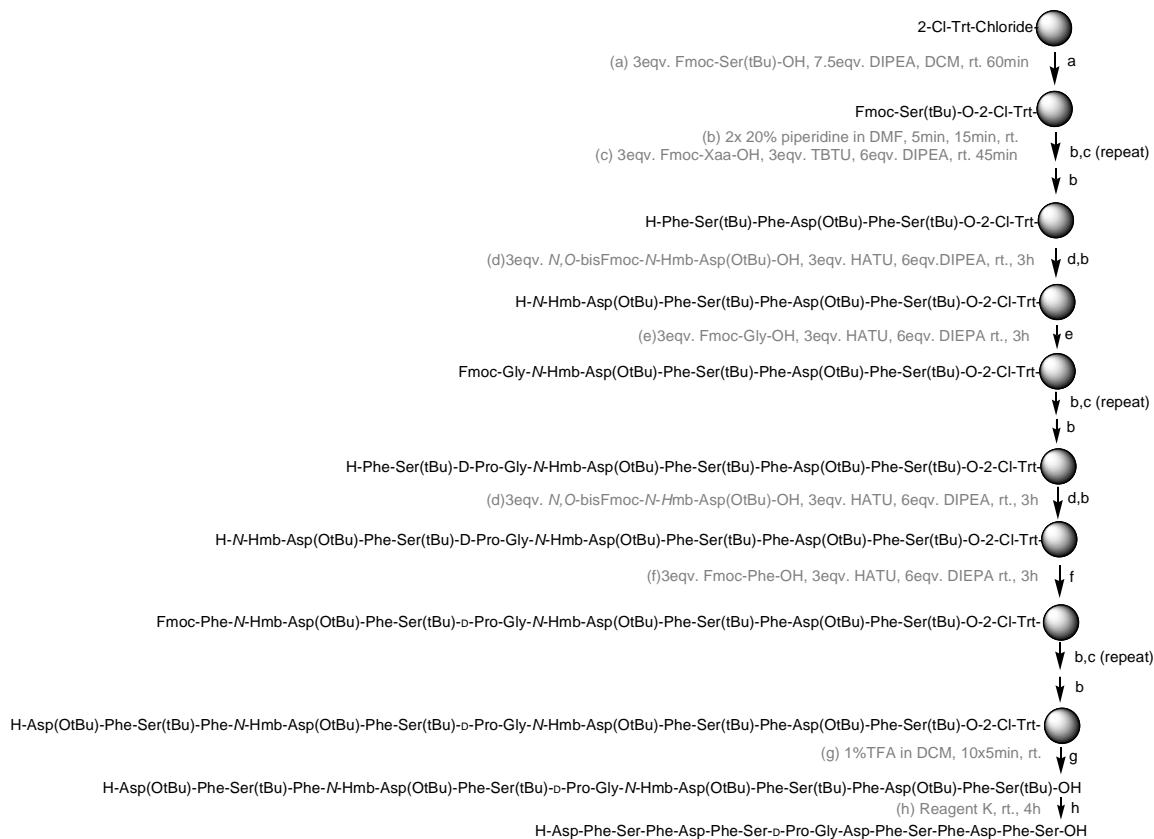 2-Cl-Trt-Chloride-
(a) 3eqv. Fmoc-Ser(tBu)-OH, 7.5eqv. DIPEA, DCM, rt. 60min
a
Fmoc-Ser(tBu)-O-2-Cl-Trt-
(b) 2x 20% piperidine in DMF, 5min, 15min, rt.
(c) 3eqv. Fmoc-Xaa-OH, 3eqv. TBTU, 6eqv. DIPEA, rt. 45min
b,c (repeat)
b
H-Phe-Ser(tBu)-Phe-Asp(OtBu)-Phe-Ser(tBu)-O-2-Cl-Trt-
(d)3eqv. N,O-bisFmoc-N-Hmb-Asp(OtBu)-OH, 3eqv. HATU, 6eqv.DIPEA, rt., 3h
d,b
H-N-Hmb-Asp(OtBu)-Phe-Ser(tBu)-Phe-Asp(OtBu)-Phe-Ser(tBu)-O-2-Cl-Trt-
(e)3eqv. Fmoc-Gly-OH, 3eqv. HATU, 6eqv. DIEPA rt., 3h
e
Fmoc-Gly-N-Hmb-Asp(OtBu)-Phe-Ser(tBu)-Phe-Asp(OtBu)-Phe-Ser(tBu)-O-2-Cl-Trt-
b,c (repeat)
b
H-Phe-Ser(tBu)-D-Pro-Gly-N-Hmb-Asp(OtBu)-Phe-Ser(tBu)-Phe-Asp(OtBu)-Phe-Ser(tBu)-O-2-Cl-Trt-
(d)3eqv. N,O-bisFmoc-N-Hmb-Asp(OtBu)-OH, 3eqv. HATU, 6eqv. DIPEA, rt., 3h
d,b
H-N-Hmb-Asp(OtBu)-Phe-Ser(tBu)-D-Pro-Gly-N-Hmb-Asp(OtBu)-Phe-Ser(tBu)-Phe-Asp(OtBu)-Phe-Ser(tBu)-O-2-Cl-Trt-
(f)3eqv. Fmoc-Phe-OH, 3eqv. HATU, 6eqv. DIEPA rt., 3h
f
Fmoc-Phe-N-Hmb-Asp(OtBu)-Phe-Ser(tBu)-D-Pro-Gly-N-Hmb-Asp(OtBu)-Phe-Ser(tBu)-Phe-Asp(OtBu)-Phe-Ser(tBu)-O-2-Cl-Trt-
b,c (repeat)
b
H-Asp(OtBu)-Phe-Ser(tBu)-Phe-N-Hmb-Asp(OtBu)-Phe-Ser(tBu)-D-Pro-Gly-N-Hmb-Asp(OtBu)-Phe-Ser(tBu)-Phe-Asp(OtBu)-Phe-Ser(tBu)-O-2-Cl-Trt-
(g) 1%TFA in DCM, 10x5min, rt.
g
H-Asp(OtBu)-Phe-Ser(tBu)-Phe-N-Hmb-Asp(OtBu)-Phe-Ser(tBu)-D-Pro-Gly-N-Hmb-Asp(OtBu)-Phe-Ser(tBu)-Phe-Asp(OtBu)-Phe-Ser(tBu)-OH
(h) Reagent K, rt., 4h
h
H-Asp-Phe-Ser-Phe-Asp-Phe-Ser-D-Pro-Gly-Asp-Phe-Ser-Phe-Asp-Phe-Ser-OH